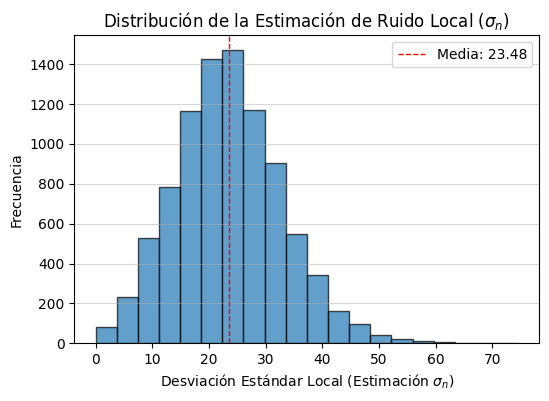 Distribución de la Estimación de Ruido Local (σₙ)
Media: 23.48
1400
1200
1000
800
600
400
200
0
Frecuencia
0 10 20 30 40 50 60 70
Desviación Estándar Local (Estimación σₙ)